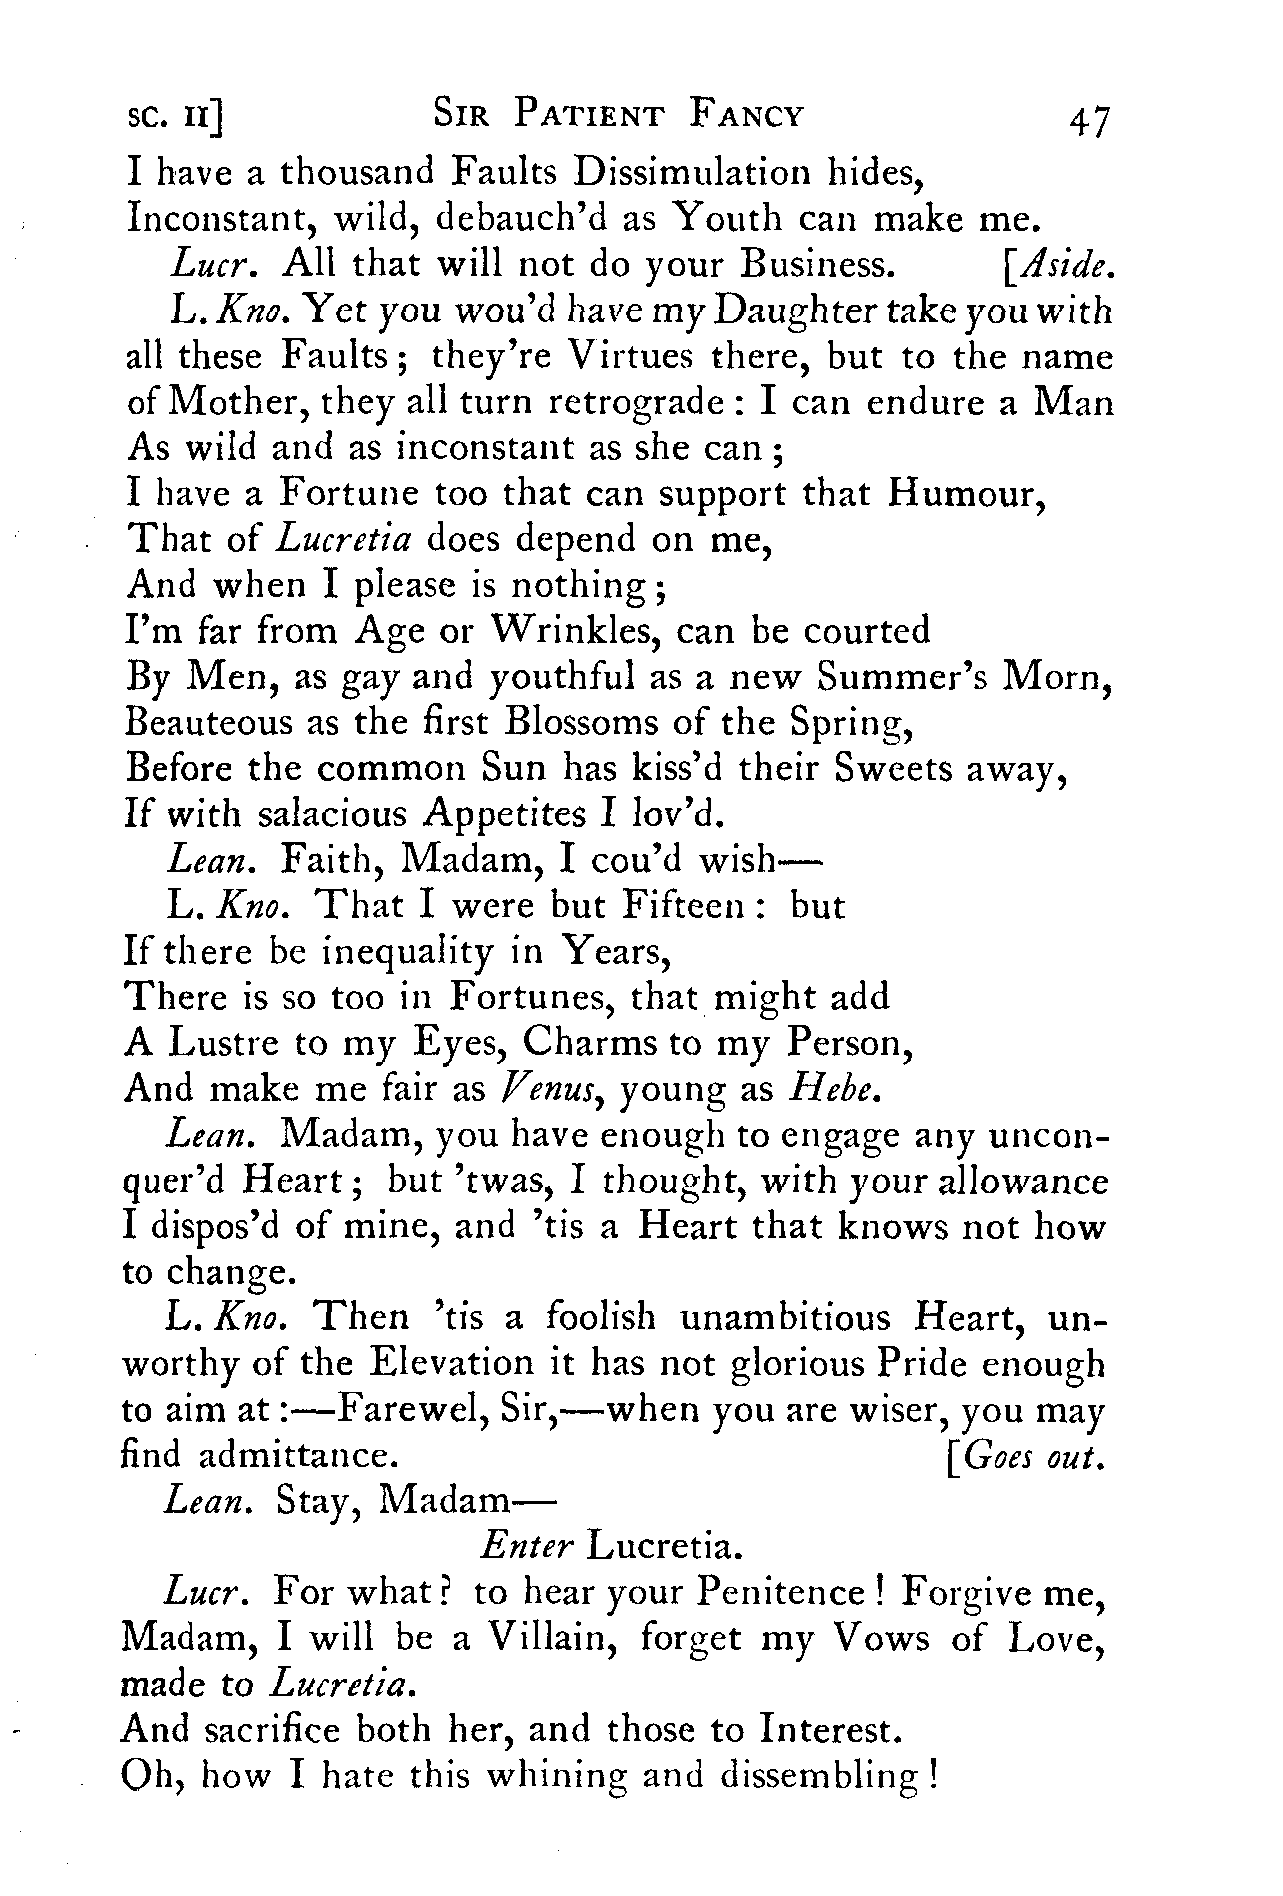 SC. II] SIR PATIENT FANCY 47
I have a thousand Faults Dissimulation hides,
Inconstant, wild, debauch'd as Youth can make me.
Lucr. All that will not do your Business. [Aside.
L. Kno. Yet you wou'd have my Daughter take you with
all these Faults; they're Virtues there, but to the name
of Mother, they all turn retrograde: I can endure a Man
As wild and as inconstant as she can;
I have a Fortune too that can support that Humour,
That of Lucretia does depend on me,
And when I please is nothing;
I'm far from Age or Wrinkles, can be courted
By Men, as gay and youthful as a new Summer's Morn,
Beauteous as the first Blossoms of the Spring,
Before the common Sun has kiss'd their Sweets away,
If with salacious Appetites I lov'd.
Lean. Faith, Madam, I cou'd wish—
L. Kno. That I were but Fifteen: but
If there be inequality in Years,
There is so too in Fortunes, that might add
A Lustre to my Eyes, Charms to my Person,
And make me fair as Venus, young as Hebe.
Lean. Madam, you have enough to engage any uncon-
quer'd Heart; but 'twas, I thought, with your allowance
I dispos'd of mine, and 'tis a Heart that knows not how
to change.
L. Kno. Then 'tis a foolish unambitious Heart, un-
worthy of the Elevation it has not glorious Pride enough
to aim at:—Farewel, Sir,—when you are wiser, you may
find admittance. [Goes out.
Lean. Stay, Madam—
Enter Lucretia.
Lucr. For what? to hear your Penitence! Forgive me,
Madam, I will be a Villain, forget my Vows of Love,
made to Lucretia.
And sacrifice both her, and those to Interest.
Oh, how I hate this whining and dissembling!